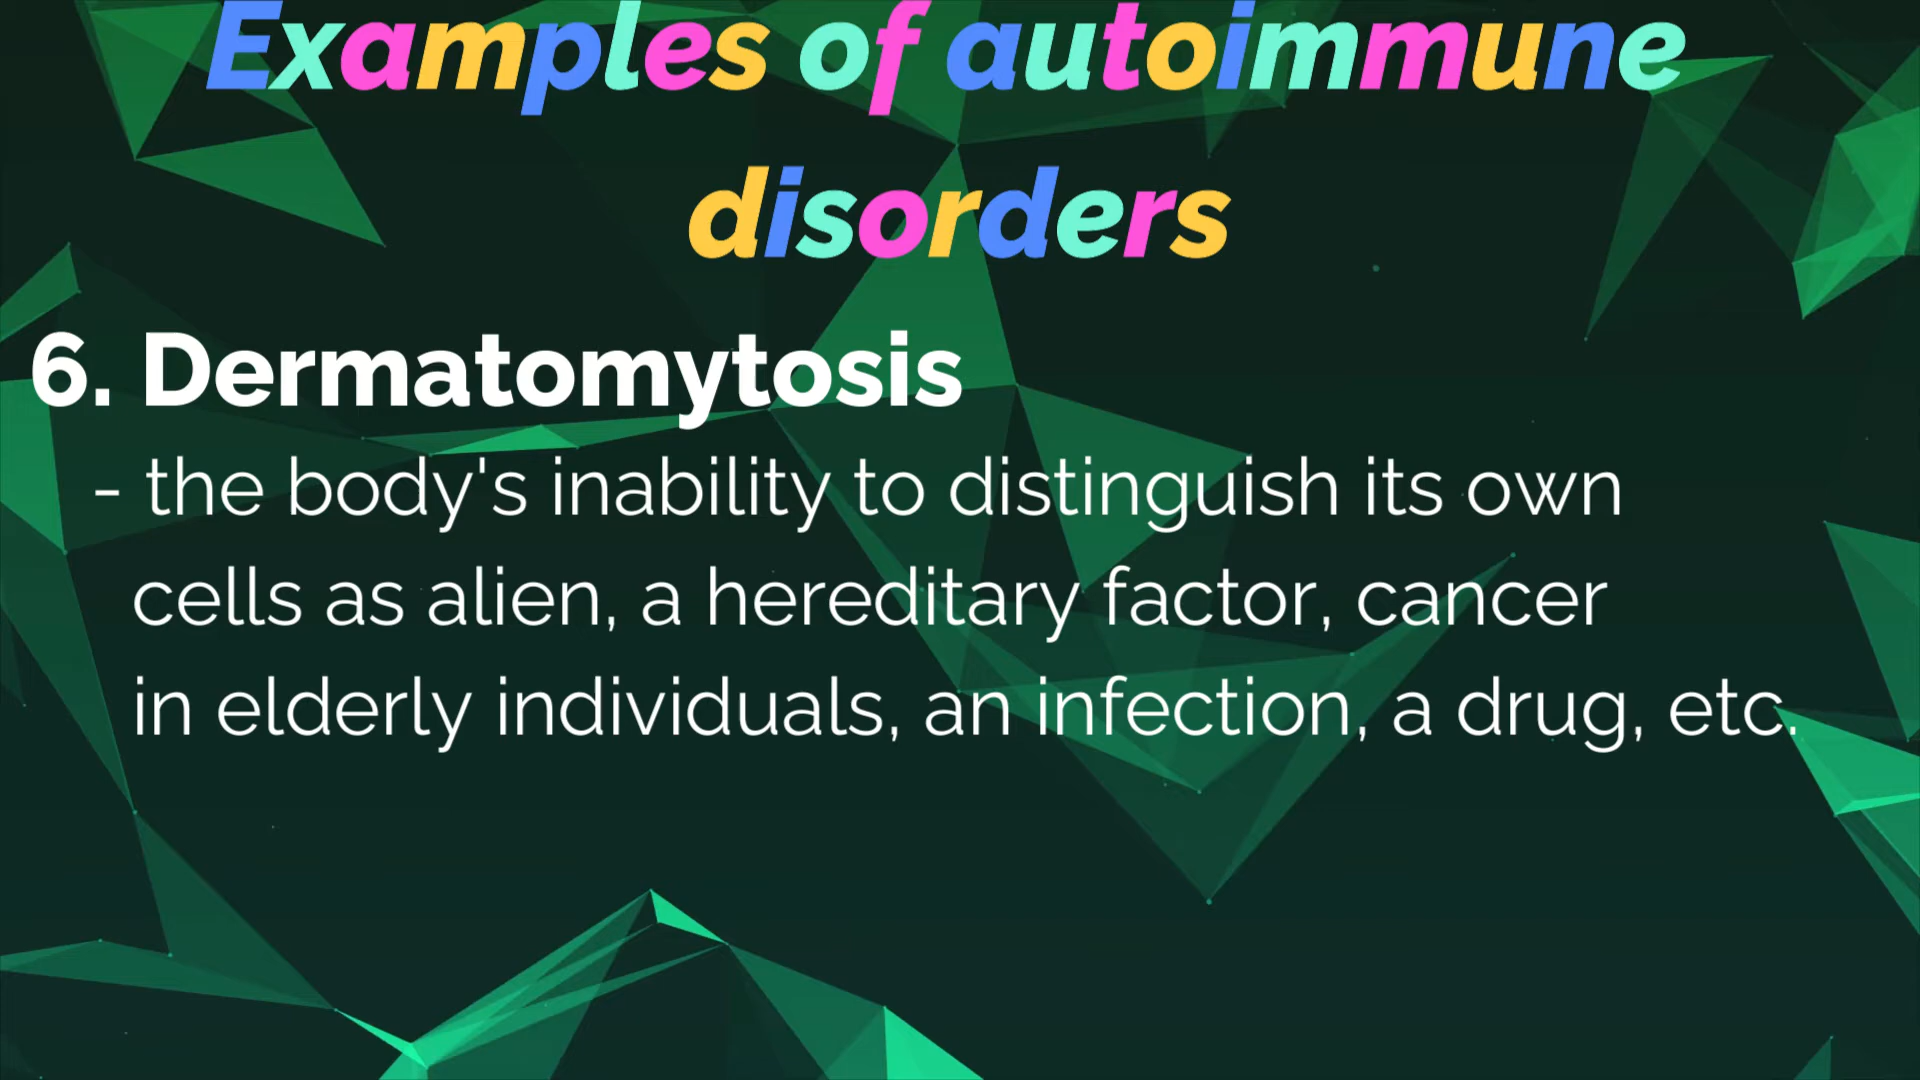 Examples of autoimmune
disorders
6. Dermatomytosis
- the body's inability to distinguish its own
cells as alien, a hereditary factor, cancer
in elderly individuals, an infection, a drug, etc.